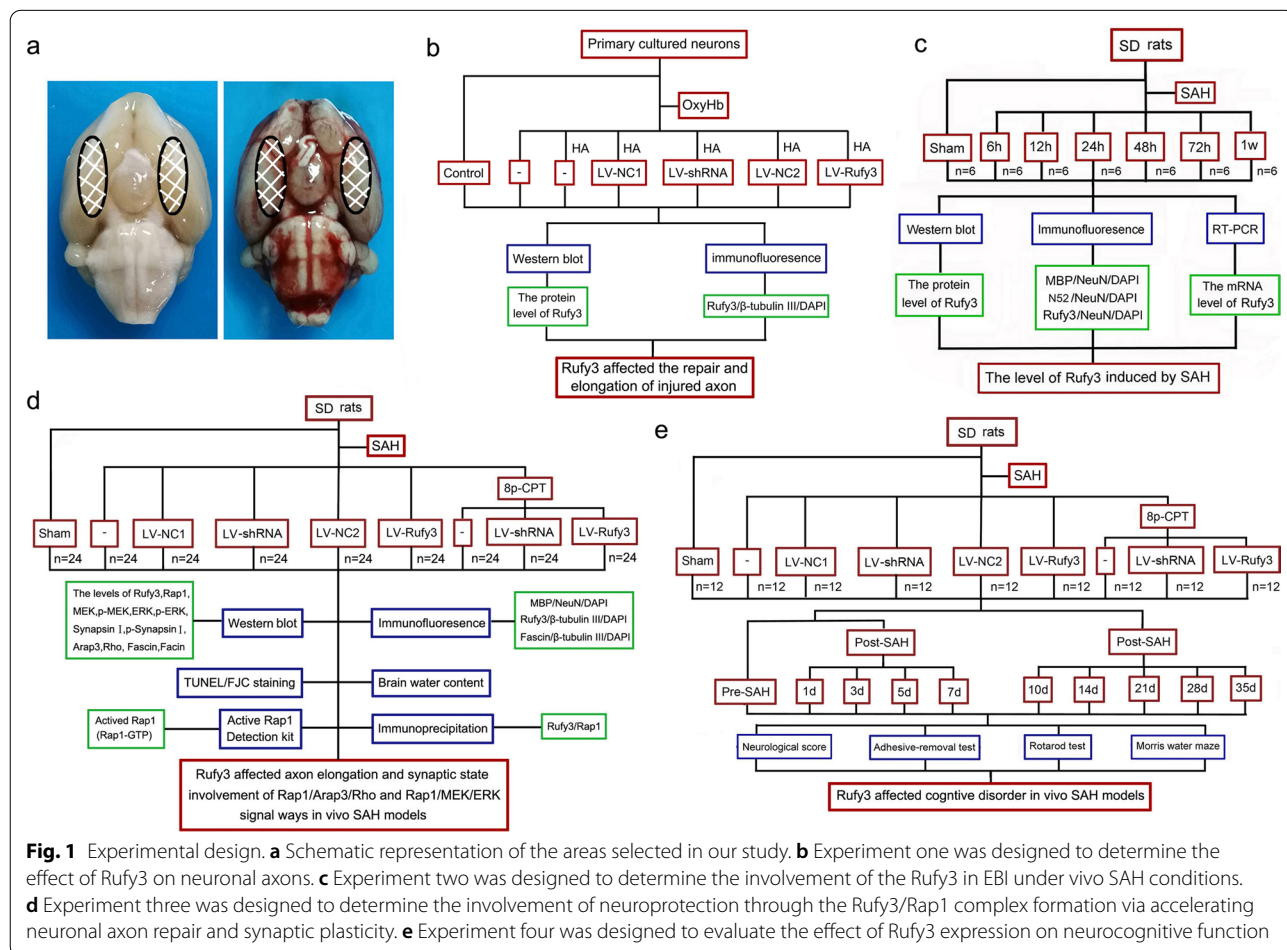 a
b
Primary cultured neurons
OxyHb
HA HA HA HA HA
Control - - LV-NC1 LV-shRNA LV-NC2 LV-Rufy3
Western blot immunofluoresence
The protein
level of Rufy3
Rufy3/β-tubulin III/DAPI
Rufy3 affected the repair and
elongation of injured axon
c
SD rats
SAH
Sham 6h 12h 24h 48h 72h 1w
n=6 n=6 n=6 n=6 n=6 n=6 n=6
Western blot Immunofluoresence RT-PCR
The protein
level of Rufy3
MBP/NeuN/DAPI
N52/NeuN/DAPI
Rufy3/NeuN/DAPI
The mRNA
level of Rufy3
The level of Rufy3 induced by SAH
d
SD rats
SAH
8p-CPT
Sham - LV-NC1 LV-shRNA LV-NC2 LV-Rufy3 - LV-shRNA LV-Rufy3
n=24 n=24 n=24 n=24 n=24 n=24 n=24 n=24 n=24
The levels of Rufy3,Rap1,
MEK,p-MEK,ERK,p-ERK,
Synapsin I,p-Synapsin I,
Arap3,Rho, Fascin,Facin
Western blot Immunofluoresence
MBP/NeuN/DAPI
Rufy3/β-tubulin III/DAPI
Fascin/β-tubulin III/DAPI
TUNEL/FJC staining Brain water content
Actived Rap1
(Rap1-GTP)
Active Rap1
Detection kit
Immunoprecipitation Rufy3/Rap1
Rufy3 affected axon elongation and synaptic state
involvement of Rap1/Arap3/Rho and Rap1/MEK/ERK
signal ways in vivo SAH models
e
SD rats
SAH
8p-CPT
Sham - LV-NC1 LV-shRNA LV-NC2 LV-Rufy3 - LV-shRNA LV-Rufy3
n=12 n=12 n=12 n=12 n=12 n=12 n=12 n=12 n=12
Post-SAH Post-SAH
Pre-SAH 1d 3d 5d 7d 10d 14d 21d 28d 35d
Neurological score Adhesive-removal test Rotarod test Morris water maze
Rufy3 affected cogntive disorder in vivo SAH models
Fig. 1 Experimental design. a Schematic representation of the areas selected in our study. b Experiment one was designed to determine the
effect of Rufy3 on neuronal axons. c Experiment two was designed to determine the involvement of the Rufy3 in EBI under vivo SAH conditions.
d Experiment three was designed to determine the involvement of neuroprotection through the Rufy3/Rap1 complex formation via accelerating
neuronal axon repair and synaptic plasticity. e Experiment four was designed to evaluate the effect of Rufy3 expression on neurocognitive function